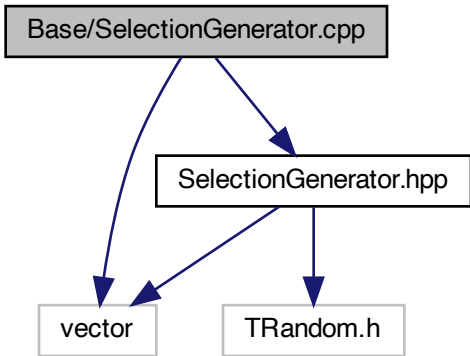 Base/SelectionGenerator.cpp
SelectionGenerator.hpp
vector
TRandom.h